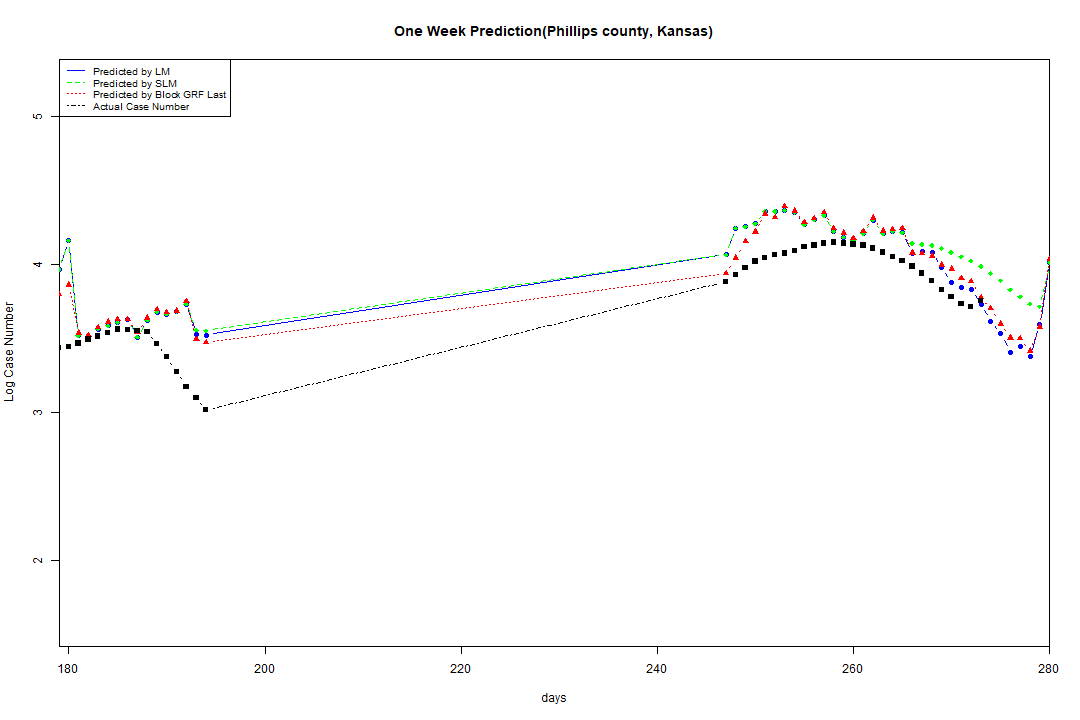 One Week Prediction(Phillips county, Kansas)
Predicted by LM
Predicted by SLM
Predicted by Block GRF Last
Actual Case Number
5
4
3
2
Log Case Number
180 200 220 240 260 280
days